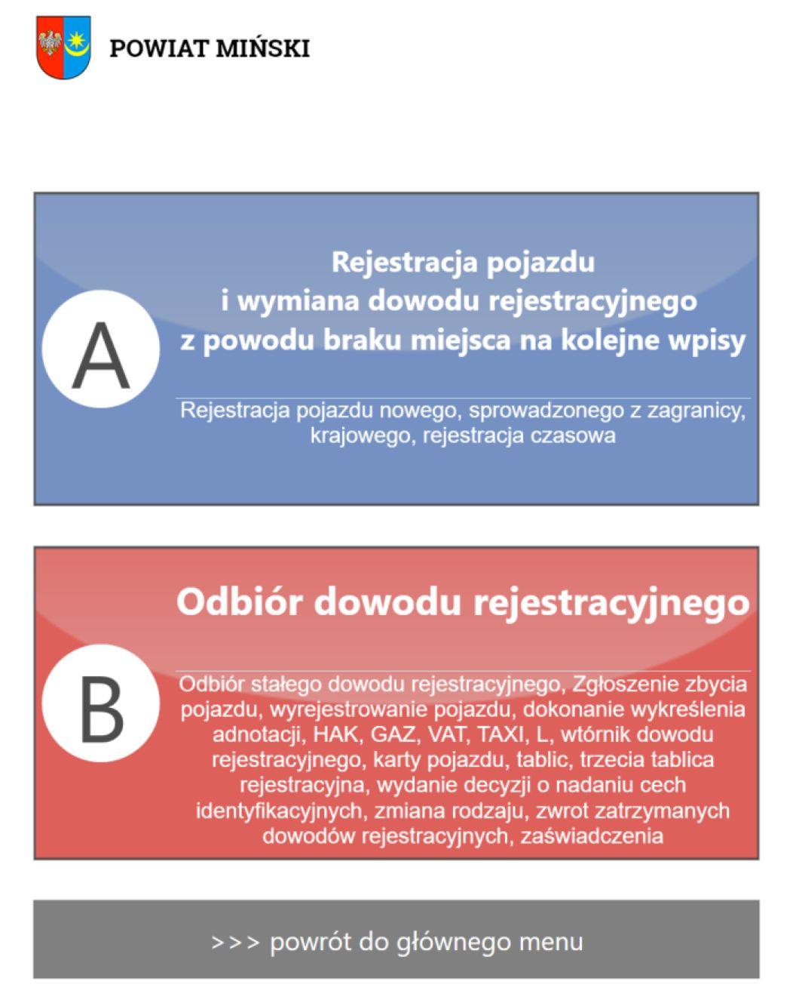 POWIAT MIŃSKI
Rejestracja pojazdu
i wymiana dowodu rejestracyjnego
z powodu braku miejsca na kolejne wpisy
A
Rejestracja pojazdu nowego, sprowadzonego z zagranicy,
krajowego, rejestracja czasowa
Odbiór dowodu rejestracyjnego
B
Odbiór stałego dowodu rejestracyjnego, Zgłoszenie zbycia
pojazdu, wyrejestrowanie pojazdu, dokonanie wykreślenia
adnotacji, HAK, GAZ, VAT, TAXI, L, wtórnik dowodu
rejestracyjnego, karty pojazdu, tablic, trzecia tablica
rejestracyjna, wydanie decyzji o nadaniu cech
identyfikacyjnych, zmiana rodzaju, zwrot zatrzymanych
dowodów rejestracyjnych, zaświadczenia
>>> powrót do głównego menu